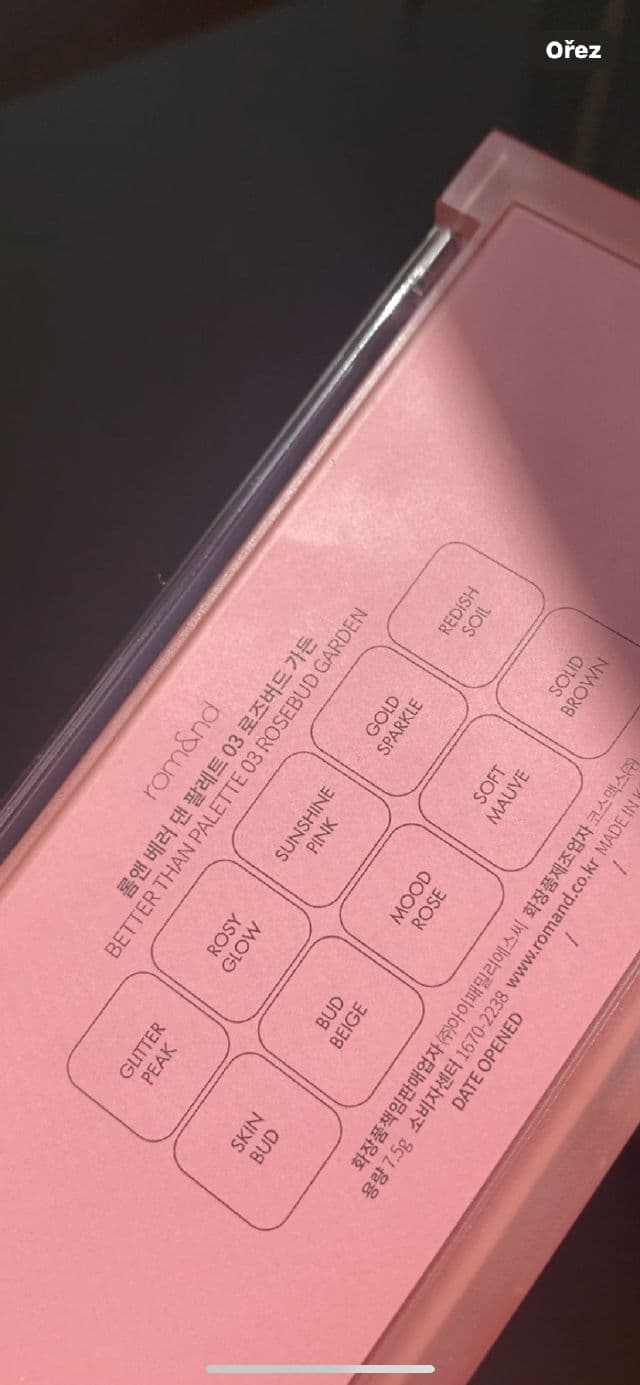 Ořez
rom&nd
롬앤 베러 댄 팔레트 03 로즈버드 가든
BETTER THAN PALETTE 03 ROSEBUD GARDEN
GLITTER
PEAK
ROSY
GLOW
SUNSHINE
PINK
GOLD
SPARKLE
REDISH
SOIL
SKIN
BUD
BUD
BEIGE
MOOD
ROSE
SOFT
MAUVE
SOLID
BROWN
화장품책임판매업자 (주)아이패밀리에스씨 화장품제조업자 코스맥스㈜
용량 7.5g 소비자센터 1670-2238 www.romand.co.kr MADE IN
DATE OPENED / /